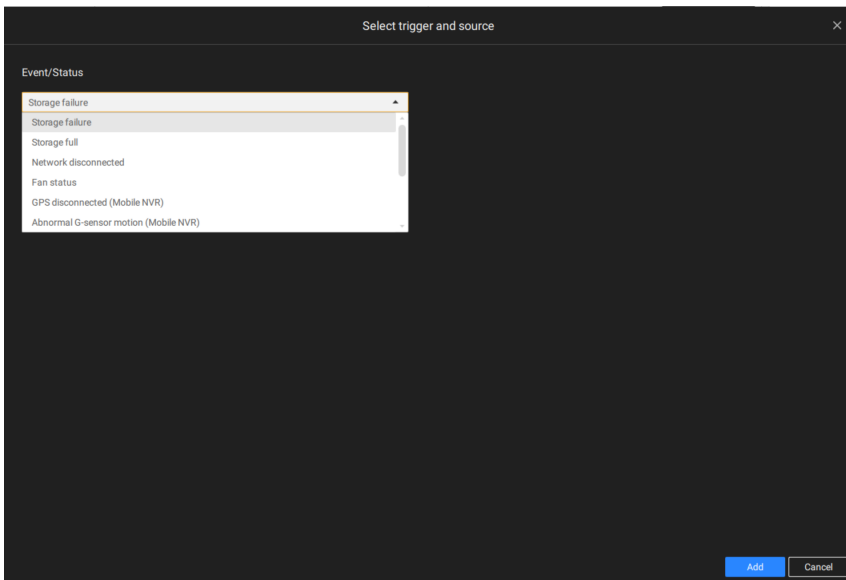 Select trigger and source
Event/Status
Storage failure
Storage failure
Storage full
Network disconnected
Fan status
GPS disconnected (Mobile NVR)
Abnormal G-sensor motion (Mobile NVR)
Add
Cancel